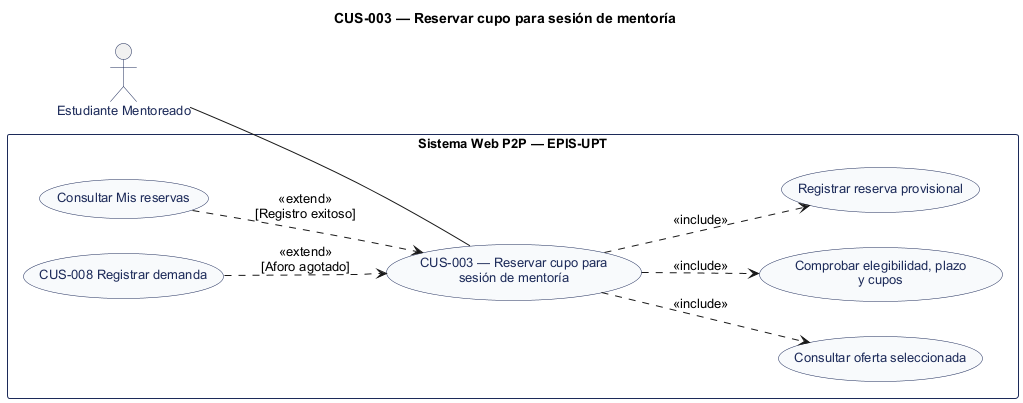 CUS-003 — Reservar cupo para sesión de mentoría
Estudiante Mentoreado
Sistema Web P2P — EPIS-UPT
Consultar Mis reservas
«extend»
[Registro exitoso]
CUS-008 Registrar demanda
«extend»
[Aforo agotado]
CUS-003 — Reservar cupo para
sesión de mentoría
«include»
Registrar reserva provisional
«include»
Comprobar elegibilidad, plazo
y cupos
«include»
Consultar oferta seleccionada